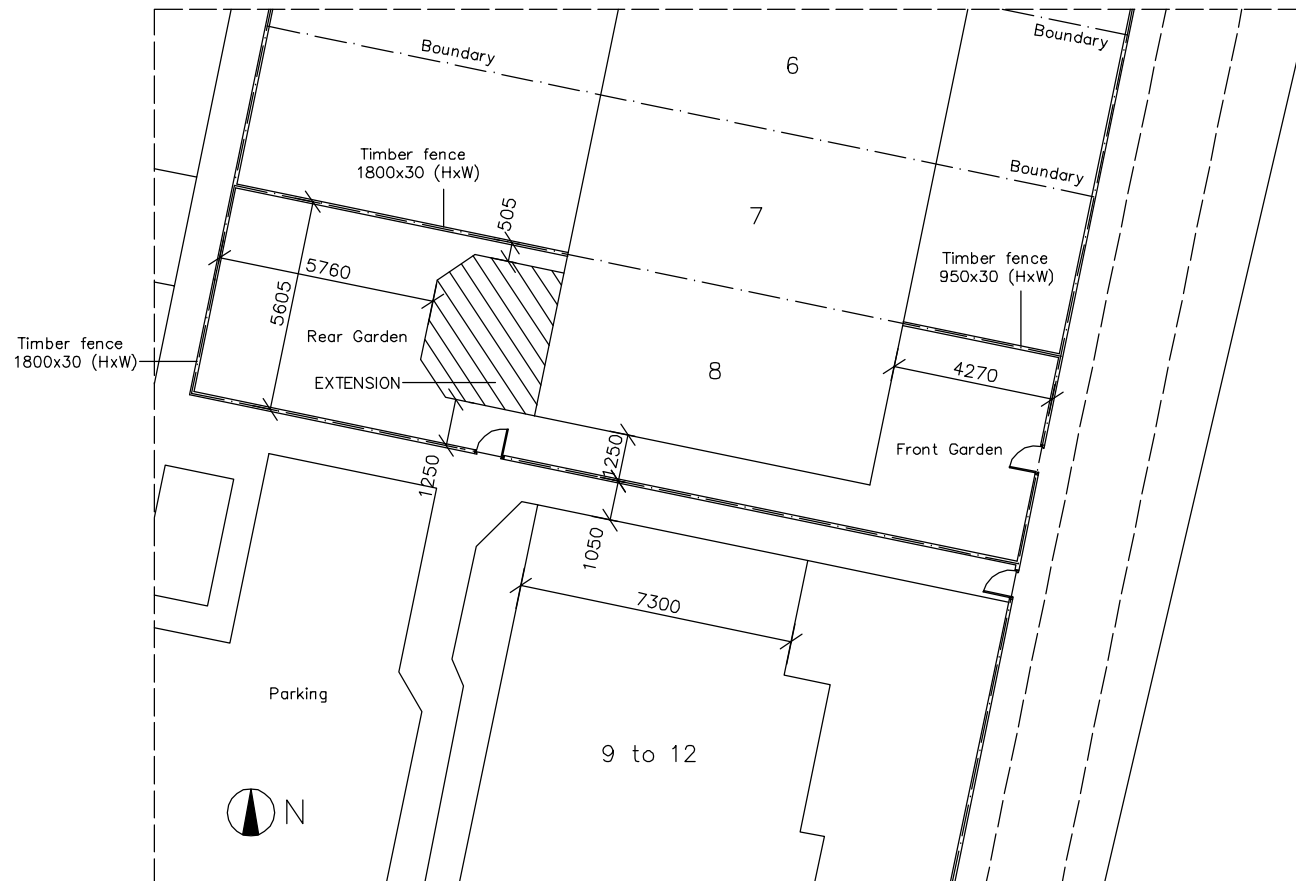 6
Boundary
Boundary
Timber fence
1800x30 (HxW)
Boundary
505
7
5760
Timber fence
950x30 (HxW)
5605
Rear Garden
Timber fence
1800x30 (HxW)
8
4270
EXTENSION
Front Garden
1250
1250
1050
7300
Parking
9 to 12
N